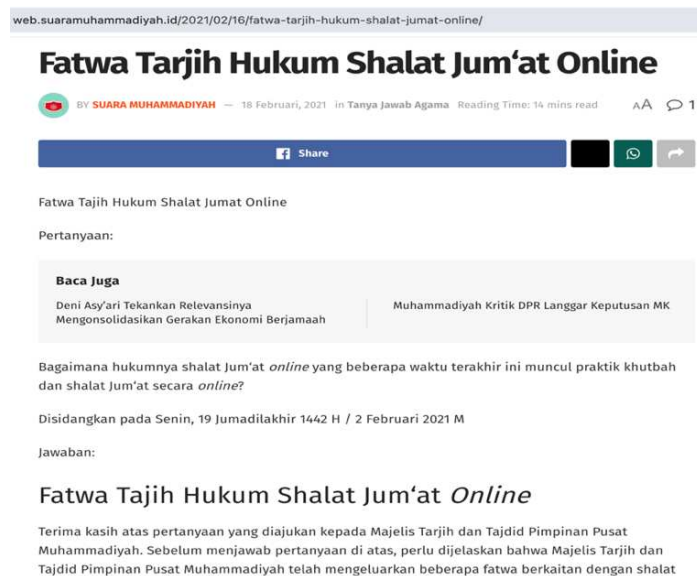 web.suaramuhammadiyah.id/2021/02/16/fatwa-tarjih-hukum-shalat-jumat-online/
Fatwa Tarjih Hukum Shalat Jum‘at Online
BY SUARA MUHAMMADIYAH — 18 Februari, 2021 in Tanya Jawab Agama Reading Time: 14 mins read AA 1
Share
Fatwa Tajih Hukum Shalat Jumat Online
Pertanyaan:
Baca Juga
Deni Asy'ari Tekankan Relevansinya
Mengonsolidasikan Gerakan Ekonomi Berjamaah
Muhammadiyah Kritik DPR Langgar Keputusan MK
Bagaimana hukumnya shalat Jum‘at online yang beberapa waktu terakhir ini muncul praktik khutbah
dan shalat Jum‘at secara online?
Disidangkan pada Senin, 19 Jumadilakhir 1442 H / 2 Februari 2021 M
Jawaban:
Fatwa Tajih Hukum Shalat Jum‘at Online
Terima kasih atas pertanyaan yang diajukan kepada Majelis Tarjih dan Tajdid Pimpinan Pusat
Muhammadiyah. Sebelum menjawab pertanyaan di atas, perlu dijelaskan bahwa Majelis Tarjih dan
Tajdid Pimpinan Pusat Muhammadiyah telah mengeluarkan beberapa fatwa berkaitan dengan shalat